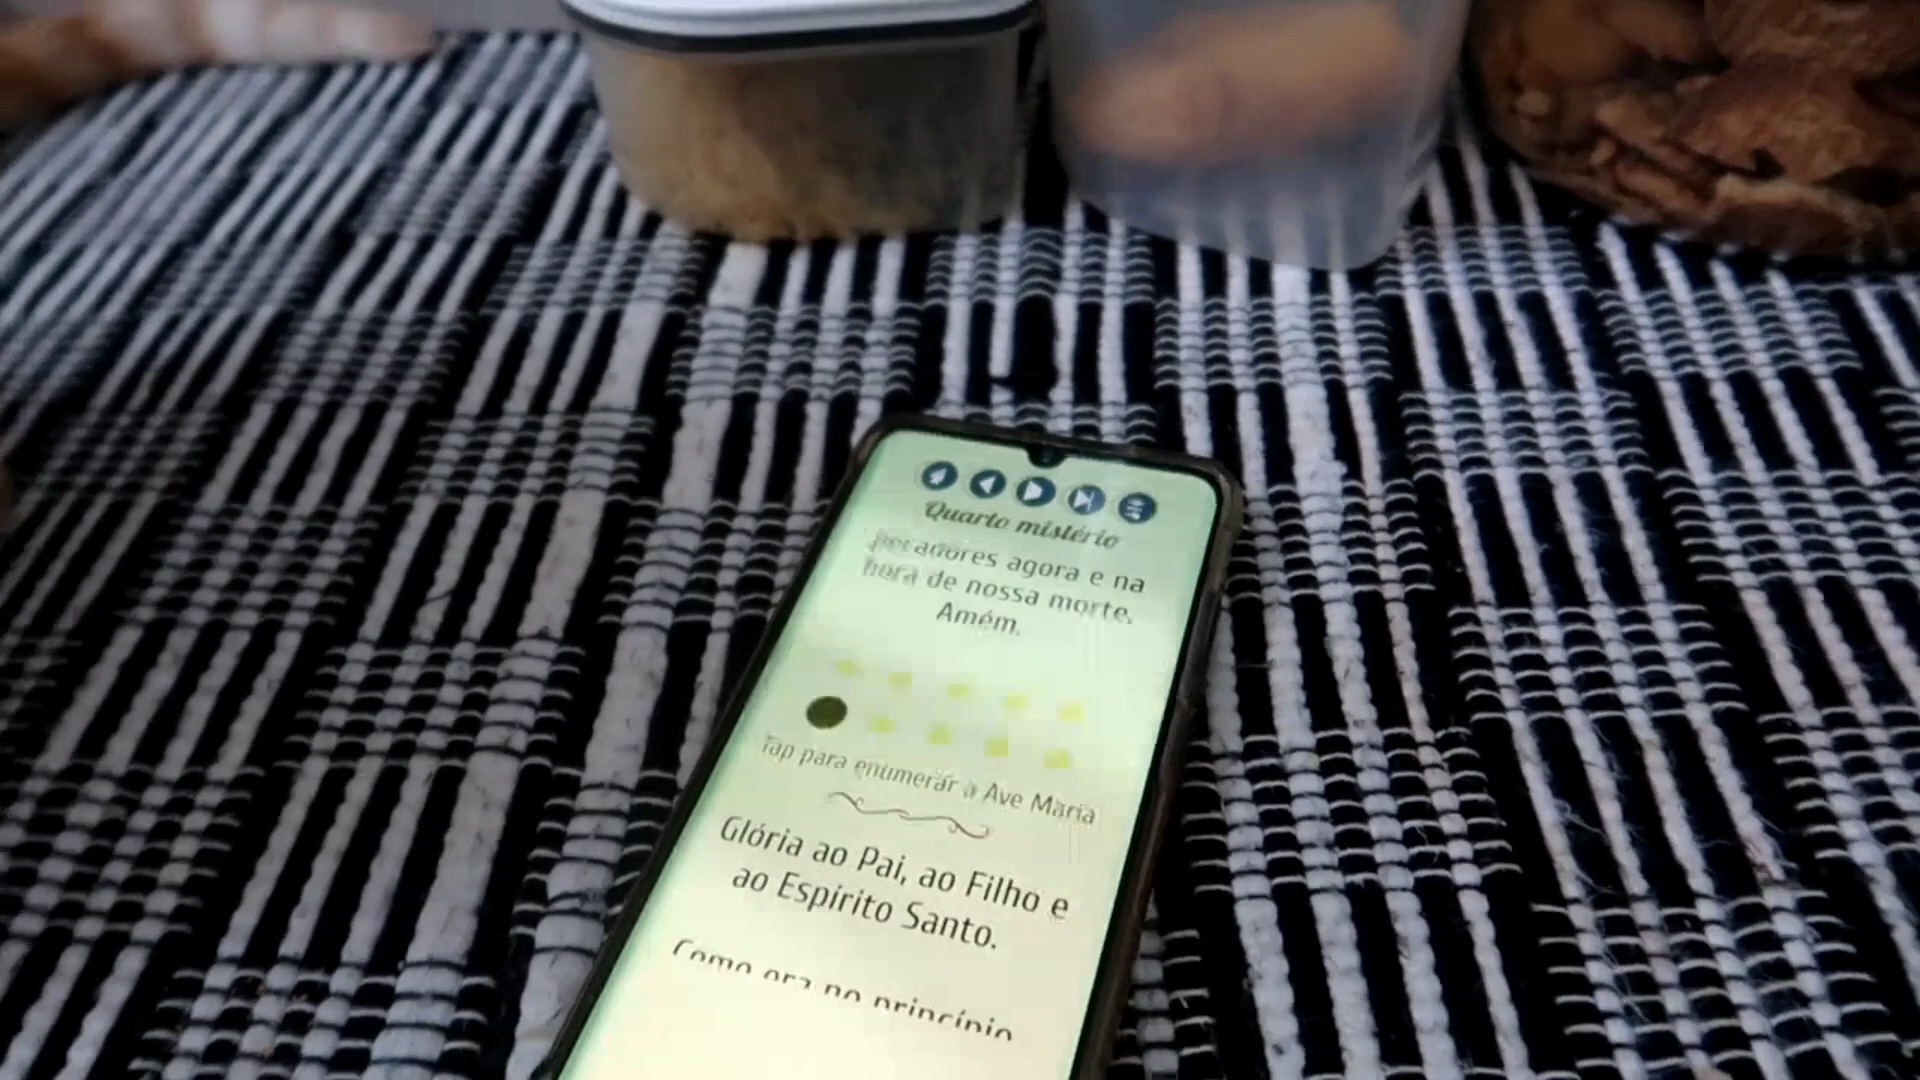 Quarto mistério
pecadores agora e na
hora de nossa morte.
Amém.
Tap para enumerar a Ave Maria
Glória ao Pai, ao Filho e
ao Espírito Santo.
Como era no princípio